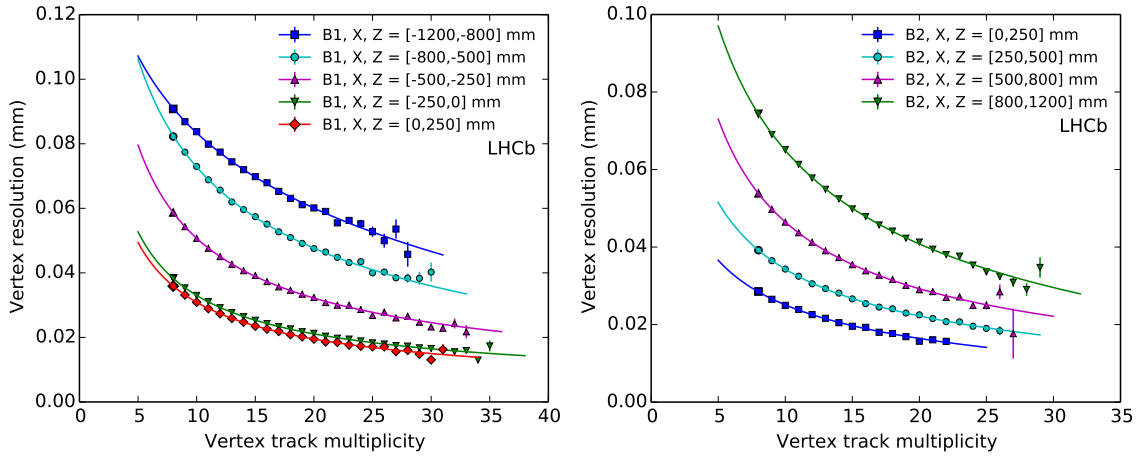 0.12
0.10
0.08
0.06
0.04
0.02
0.00
0 5 10 15 20 25 30 35 40
Vertex resolution (mm)
Vertex track multiplicity
B1, X, Z = [-1200,-800] mm
B1, X, Z = [-800,-500] mm
B1, X, Z = [-500,-250] mm
B1, X, Z = [-250,0] mm
B1, X, Z = [0,250] mm
LHCb
0.10
0.08
0.06
0.04
0.02
0.00
0 5 10 15 20 25 30 35
Vertex resolution (mm)
Vertex track multiplicity
B2, X, Z = [0,250] mm
B2, X, Z = [250,500] mm
B2, X, Z = [500,800] mm
B2, X, Z = [800,1200] mm
LHCb